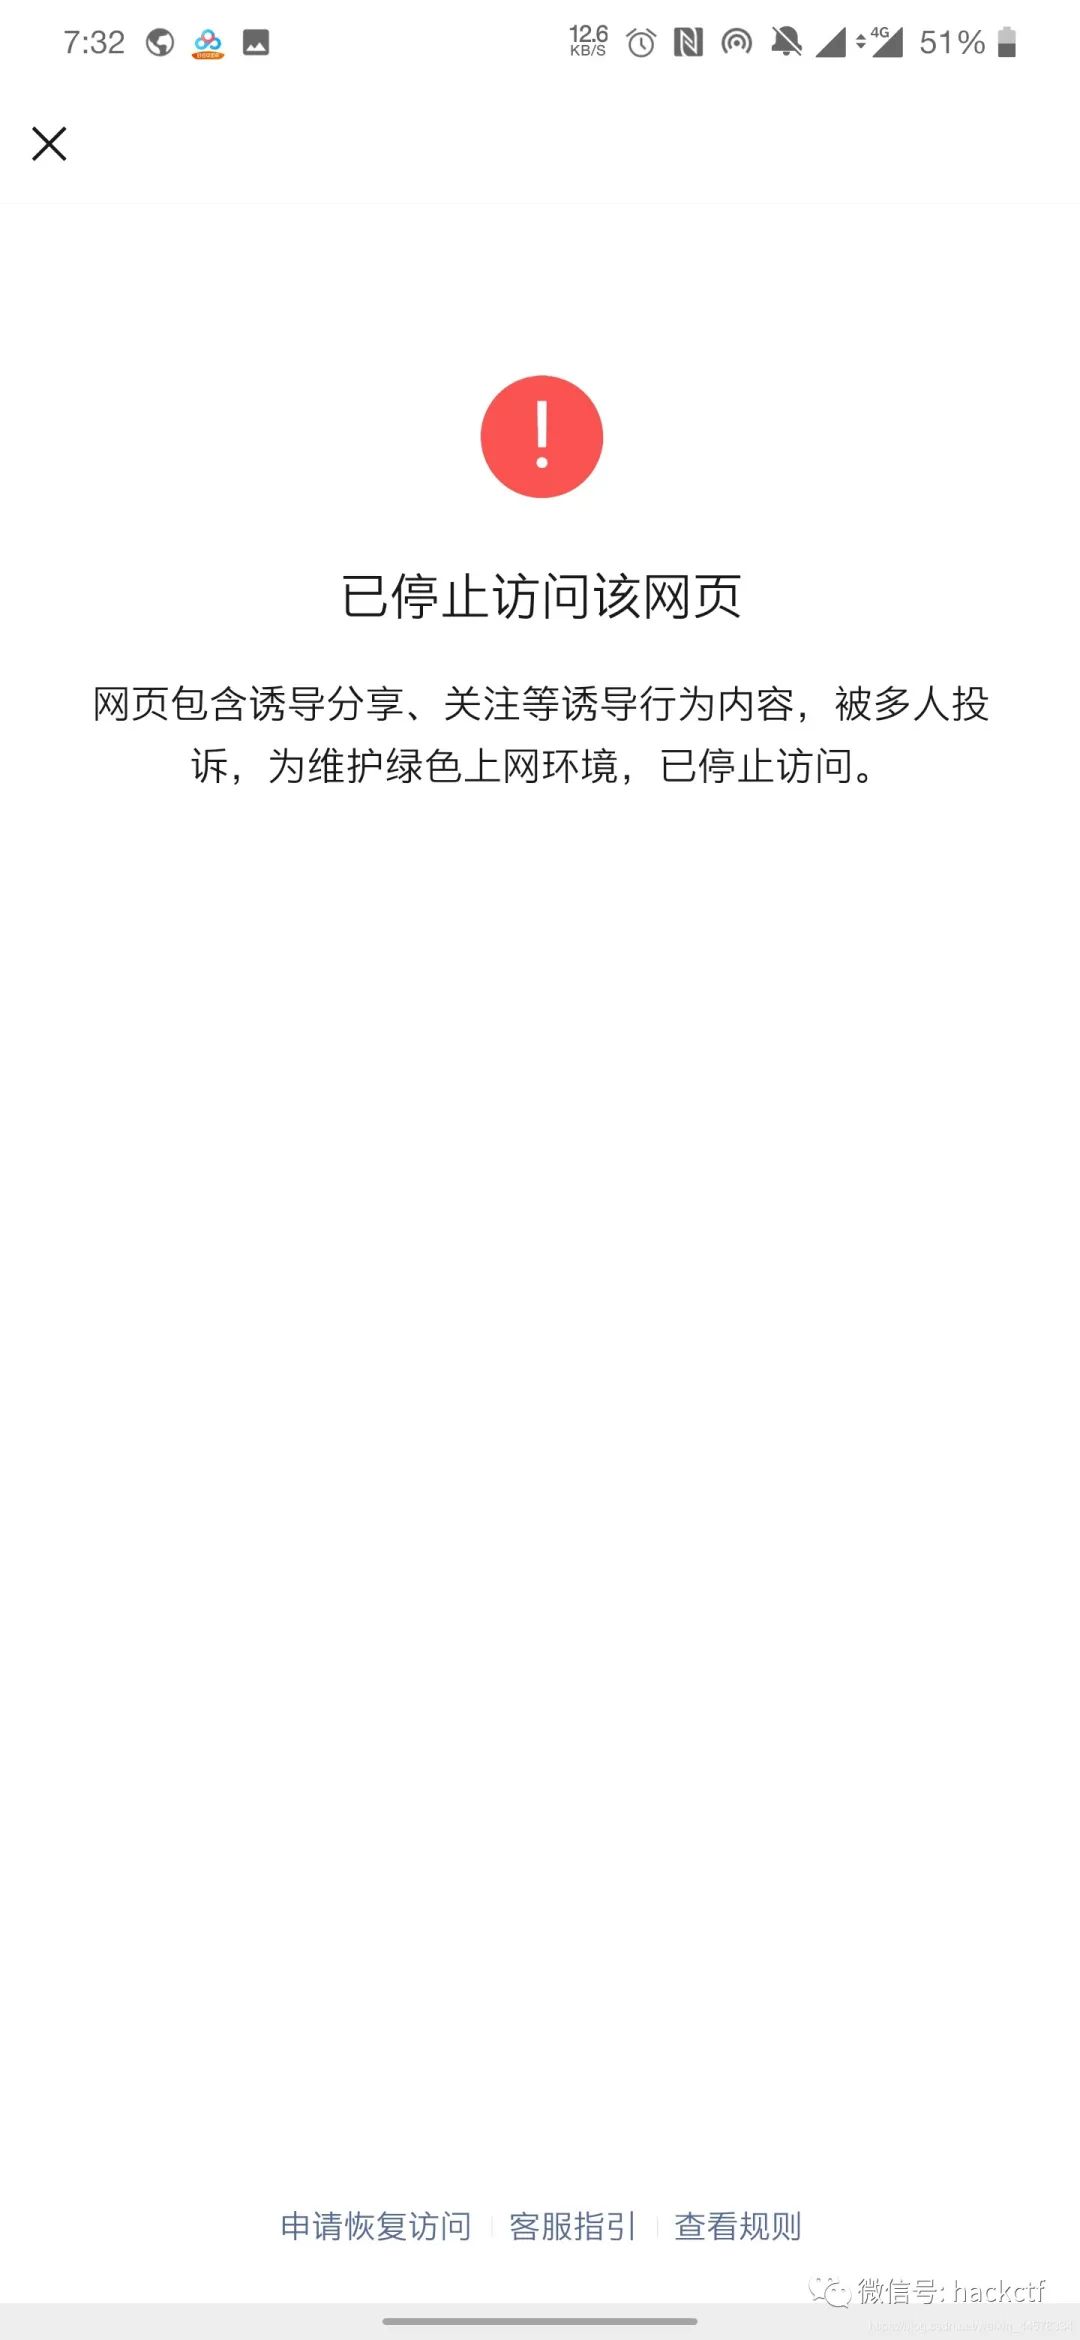 7:32
12.6
KB/S
4G
51%
已停止访问该网页
网页包含诱导分享、关注等诱导行为内容，被多人投
诉，为维护绿色上网环境，已停止访问。
申请恢复访问 客服指引 查看规则
微信号: hackctf